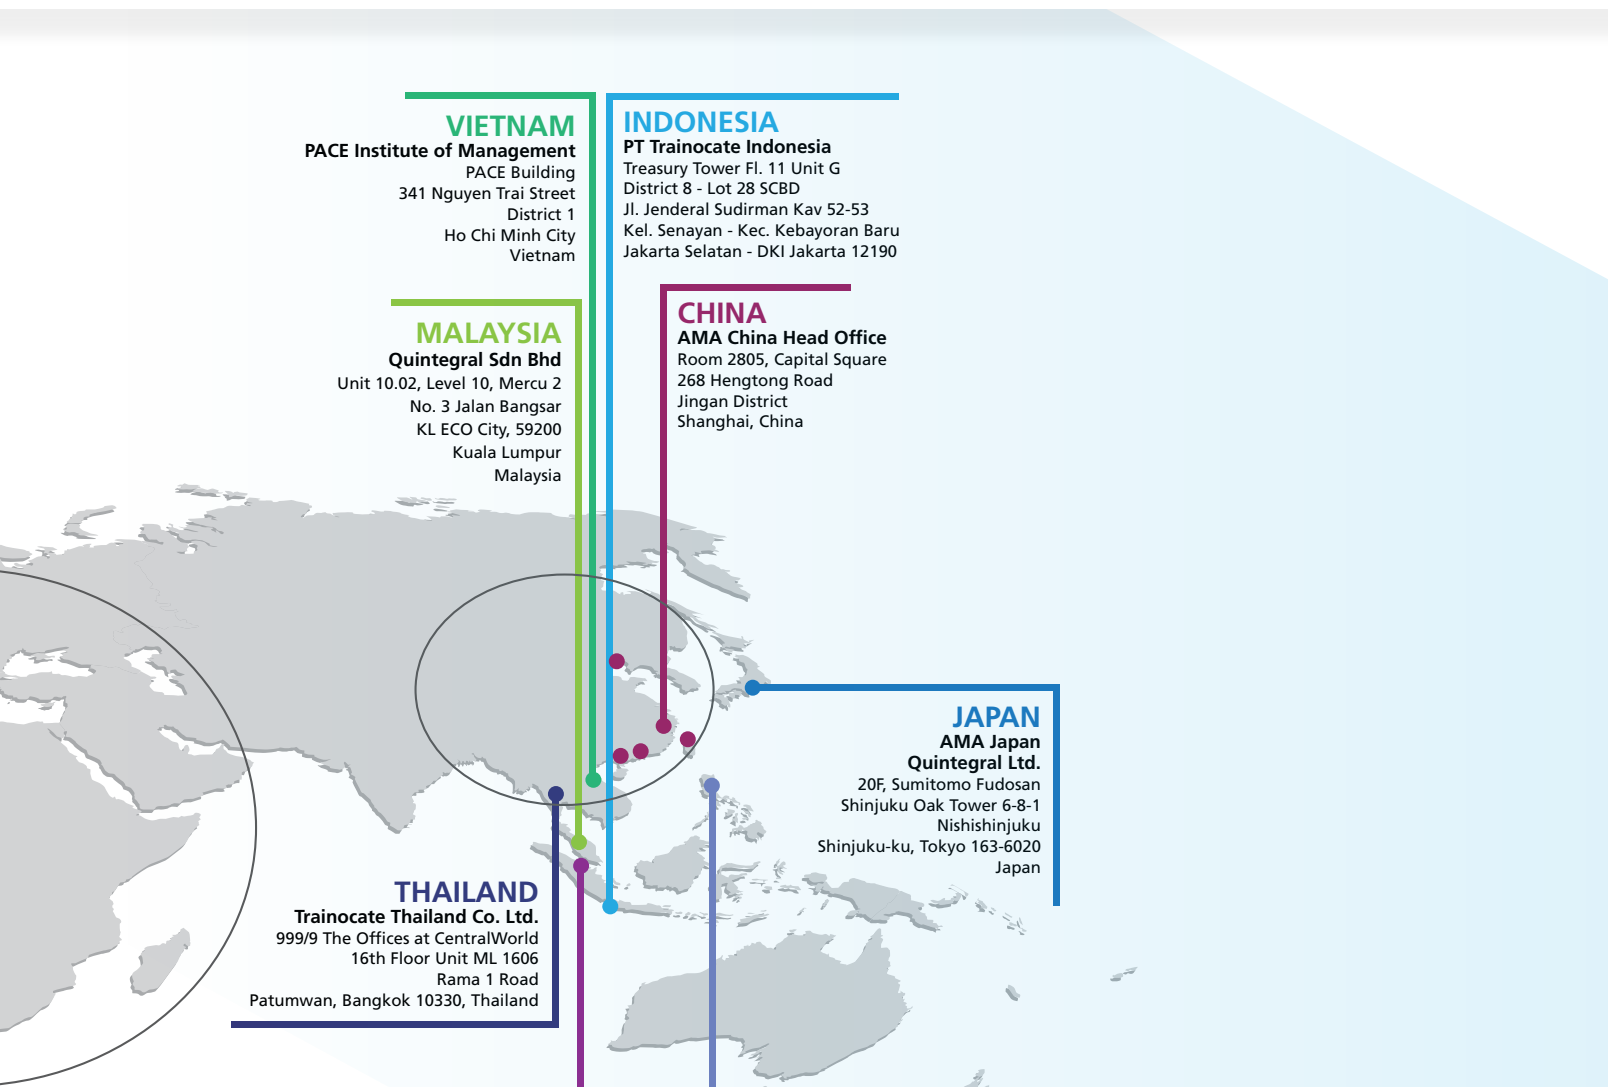 VIETNAM
PACE Institute of Management
PACE Building
341 Nguyen Trai Street
District 1
Ho Chi Minh City
Vietnam
INDONESIA
PT Trainocate Indonesia
Treasury Tower Fl. 11 Unit G
District 8 - Lot 28 SCBD
Jl. Jenderal Sudirman Kav 52-53
Kel. Senayan - Kec. Kebayoran Baru
Jakarta Selatan - DKI Jakarta 12190
MALAYSIA
Quintegral Sdn Bhd
Unit 10.02, Level 10, Mercu 2
No. 3 Jalan Bangsar
KL ECO City, 59200
Kuala Lumpur
Malaysia
CHINA
AMA China Head Office
Room 2805, Capital Square
268 Hengtong Road
Jingan District
Shanghai, China
JAPAN
AMA Japan
Quintegral Ltd.
20F, Sumitomo Fudosan
Shinjuku Oak Tower 6-8-1
Nishishinjuku
Shinjuku-ku, Tokyo 163-6020
Japan
THAILAND
Trainocate Thailand Co. Ltd.
999/9 The Offices at CentralWorld
16th Floor Unit ML 1606
Rama 1 Road
Patumwan, Bangkok 10330, Thailand